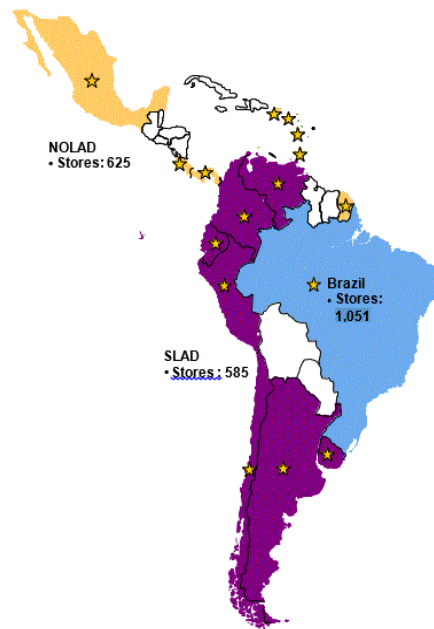 NOLAD
• Stores: 625
Brazil
• Stores:
1,051
SLAD
• Stores : 585